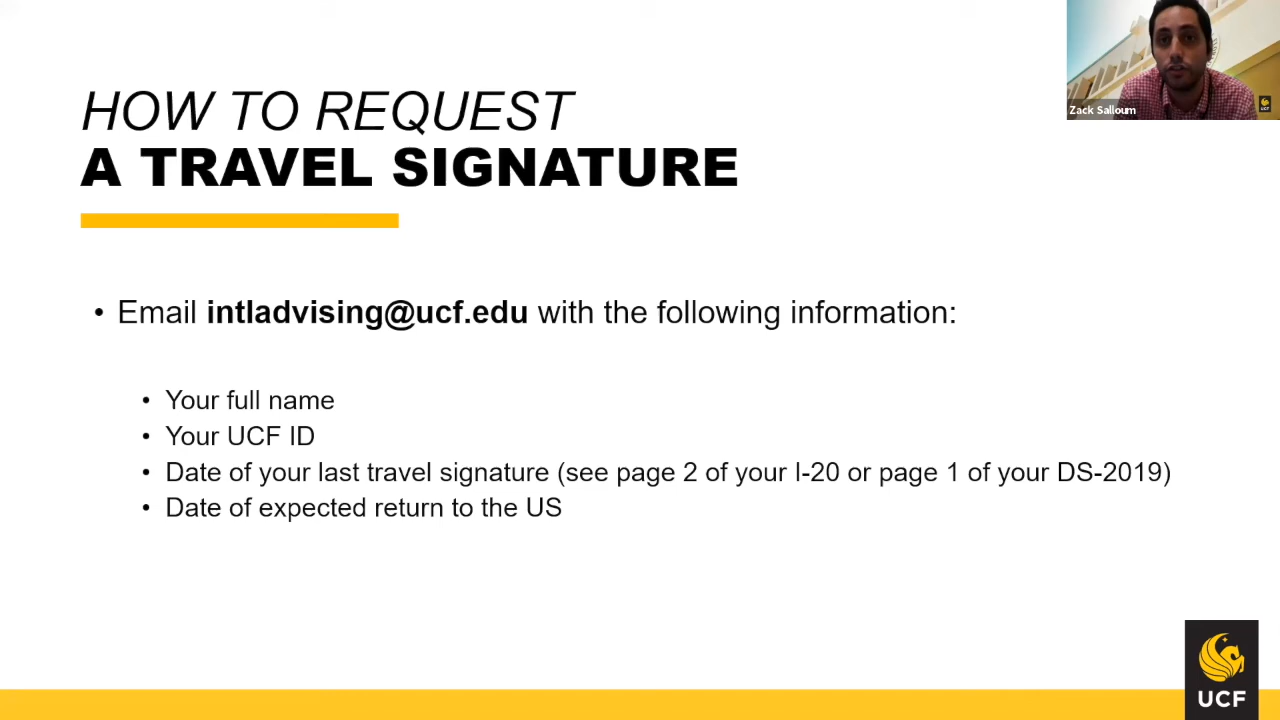 HOW TO REQUEST
A TRAVEL SIGNATURE
Zack Salloum
UCF
• Email intladvising@ucf.edu with the following information:
• Your full name
• Your UCF ID
• Date of your last travel signature (see page 2 of your I-20 or page 1 of your DS-2019)
• Date of expected return to the US
UCF